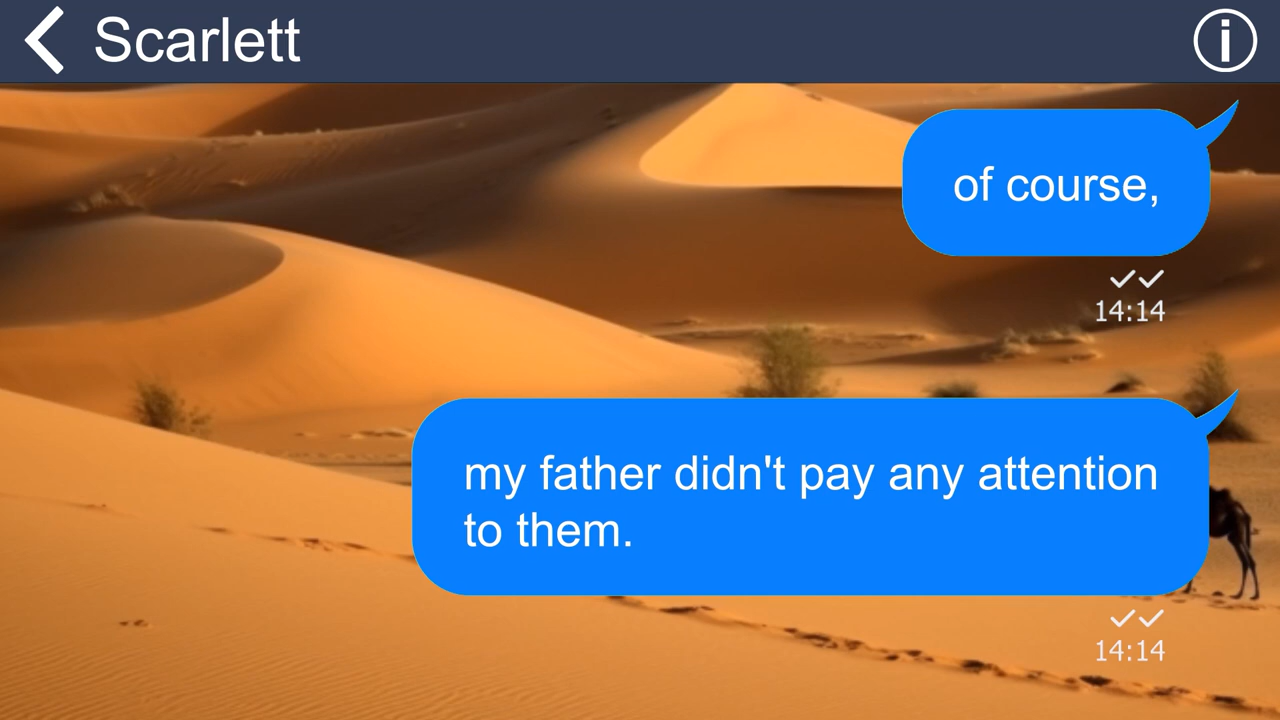 Scarlett
of course,
14:14
my father didn't pay any attention
to them.
14:14